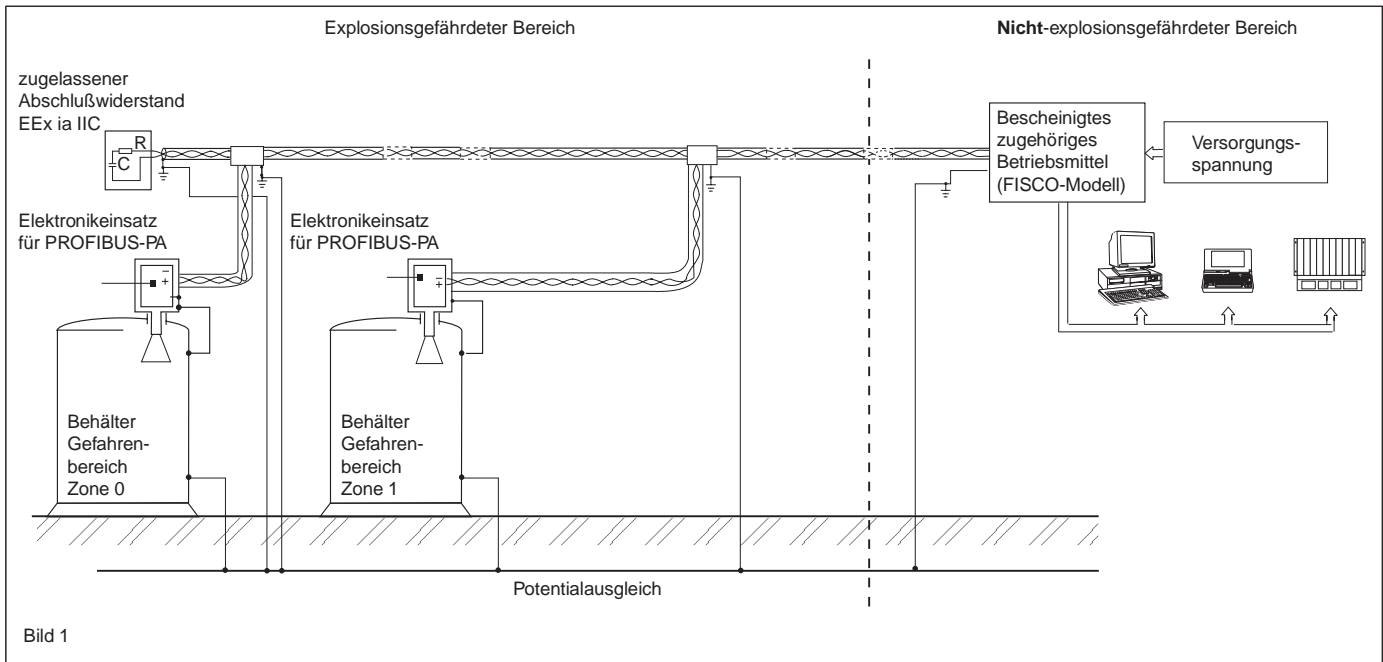 Explosionsgefährdeter Bereich
Nicht-explosionsgefährdeter Bereich
zugelassener
Abschlußwiderstand
EEx ia IIC
R
C
Bescheinigtes
zugehöriges
Betriebsmittel
(FISCO-Modell)
Versorgungs-
spannung
Elektronikeinsatz
für PROFIBUS-PA
Elektronikeinsatz
für PROFIBUS-PA
–
+
–
+
Behälter
Gefahren-
bereich
Zone 0
Behälter
Gefahren-
bereich
Zone 1
Potentialausgleich
Bild 1